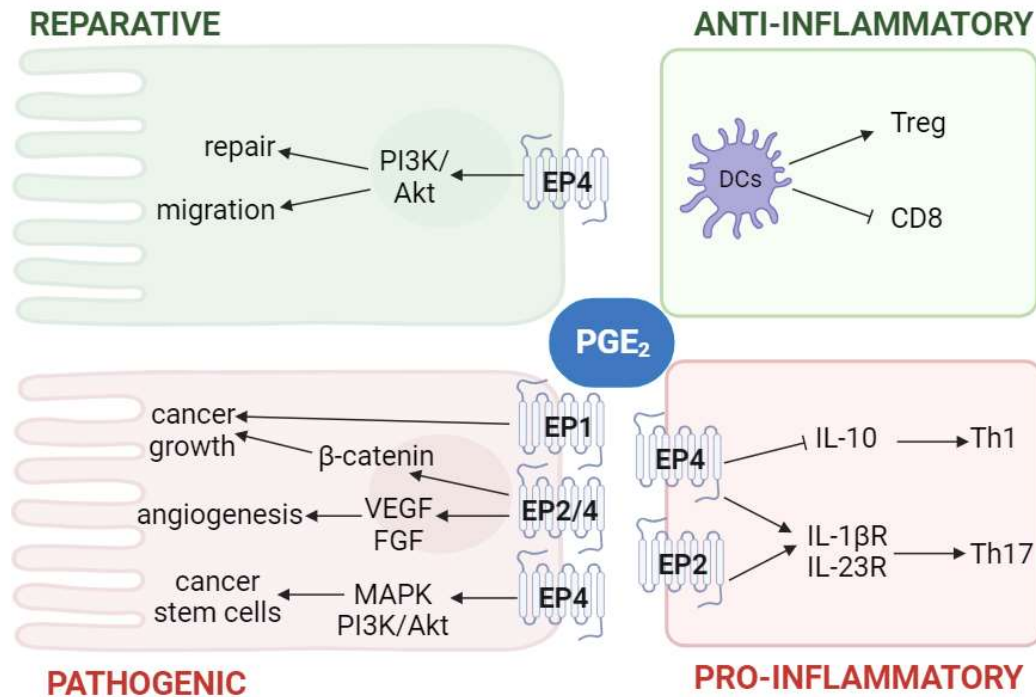 REPARATIVE
repair
migration
PI3K/
Akt
EP4
ANTI-INFLAMMATORY
DCs
Treg
CD8
PGE₂
cancer
growth
β-catenin
angiogenesis
VEGF
FGF
cancer
stem cells
MAPK
PI3K/Akt
EP1
EP2/4
EP4
PATHOGENIC
EP4
IL-10
Th1
EP2
IL-1βR
IL-23R
Th17
PRO-INFLAMMATORY